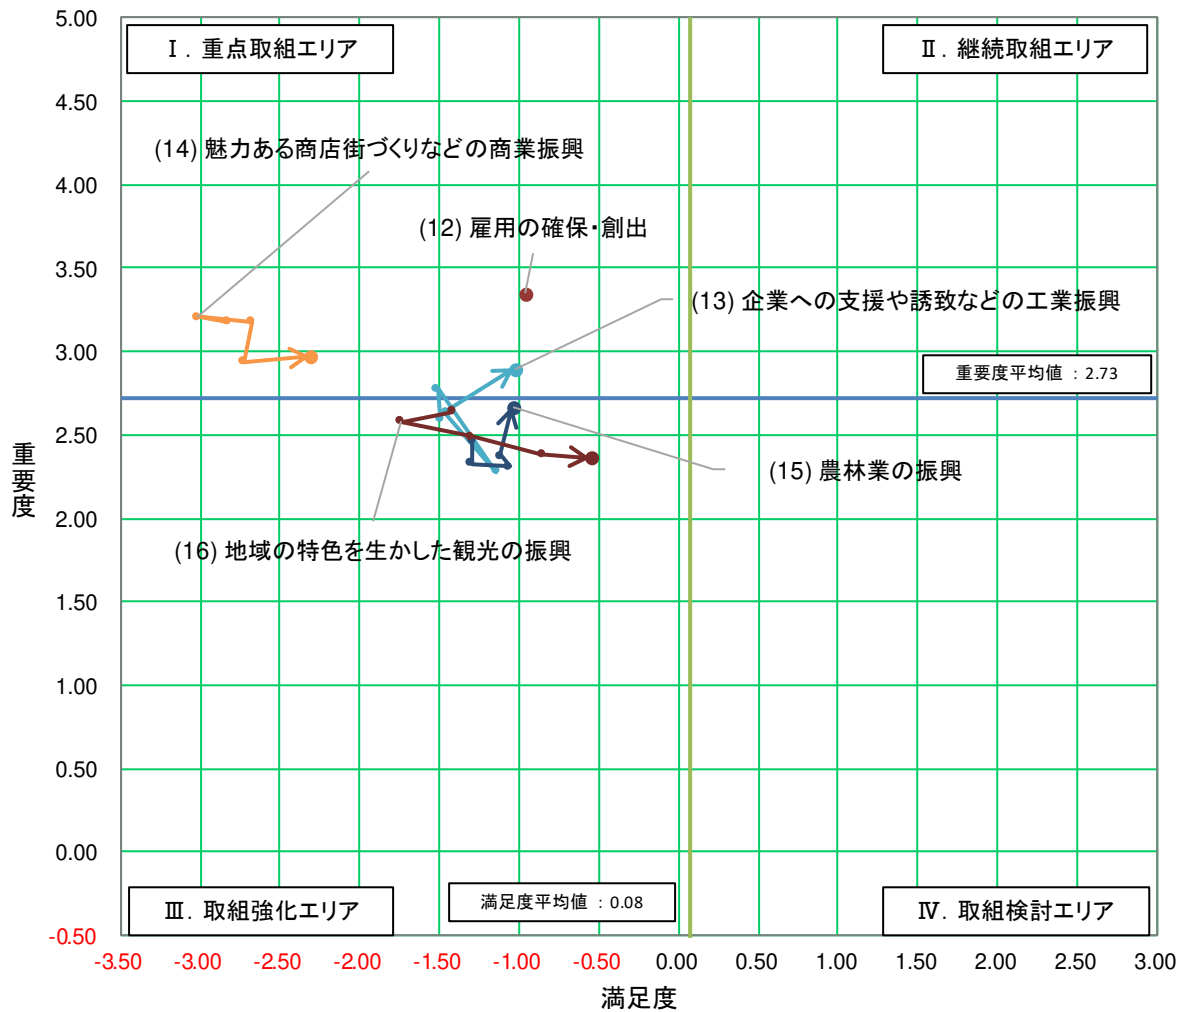 5.00
Ⅰ. 重点取組エリア
Ⅱ. 継続取組エリア
4.50
(14) 魅力ある商店街づくりなどの商業振興
4.00
(12) 雇用の確保・創出
3.50
(13) 企業への支援や誘致などの工業振興
3.00
重要度平均値 : 2.73
2.50
重要度
(15) 農林業の振興
2.00
(16) 地域の特色を生かした観光の振興
1.50
1.00
0.50
0.00
Ⅲ. 取組強化エリア
満足度平均値 : 0.08
Ⅳ. 取組検討エリア
-0.50
-3.50 -3.00 -2.50 -2.00 -1.50 -1.00 -0.50 0.00 0.50 1.00 1.50 2.00 2.50 3.00
満足度